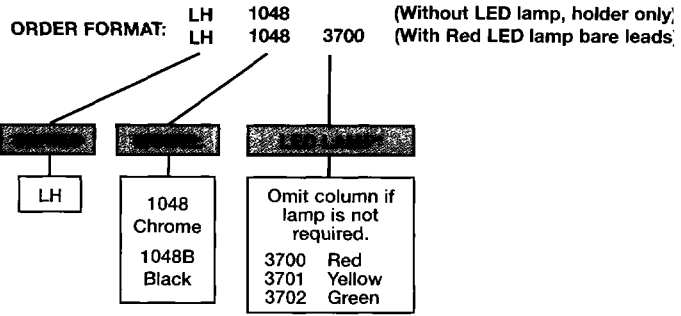 LH 1048 (Without LED lamp, holder only)
ORDER FORMAT:
LH 1048 3700 (With Red LED lamp bare leads)
LED LAMP
LH
1048
Chrome
1048B
Black
Omit column if
lamp is not
required.
3700 Red
3701 Yellow
3702 Green